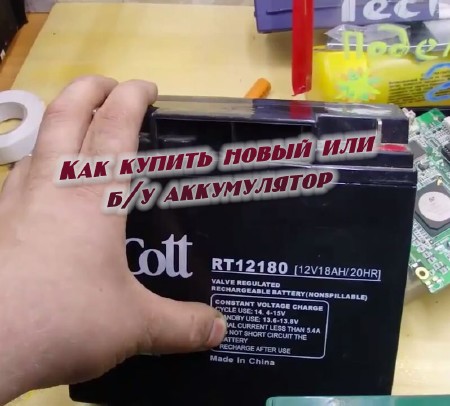 Tech
Поде
Как купить новый или
б/у аккумулятор
Cott
RT12180 [12V18AH/20HR]
VALVE REGULATED
RECHARGEABLE BATTERY(NONSPILLABLE)
CONSTANT VOLTAGE CHARGE
CYCLE USE: 14. 4-15V
STANDBY USE: 13.6-13.8V
CURRENT LESS THAN 5.4A
DO NOT SHORT CIRCUIT THE
BATTERY
RECHARGE AFTER USE
Made in China